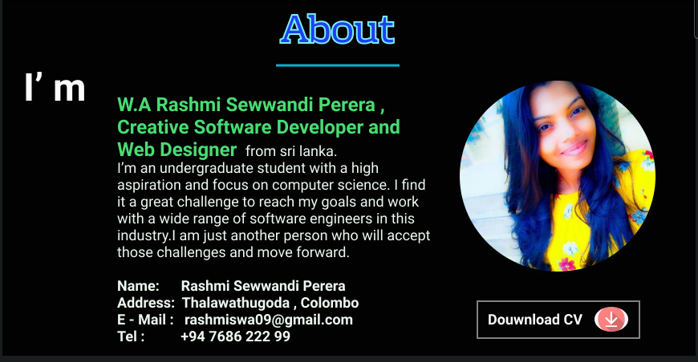 About
I’ m
W.A Rashmi Sewwandi Perera ,
Creative Software Developer and
Web Designer from sri lanka.
I’m an undergraduate student with a high
aspiration and focus on computer science. I find
it a great challenge to reach my goals and work
with a wide range of software engineers in this
industry.I am just another person who will accept
those challenges and move forward.
Name: Rashmi Sewwandi Perera
Address: Thalawathugoda , Colombo
E - Mail : rashmiswa09@gmail.com
Tel : +94 7686 222 99
Douwnload CV